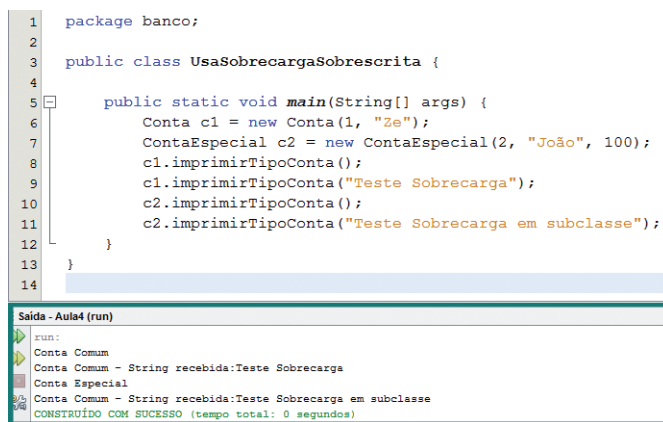 1 package banco;
2
3 public class UsaSobrecargaSobrescrita {
4
5 public static void main(String[] args) {
6 Conta c1 = new Conta(1, "Ze");
7 ContaEspecial c2 = new ContaEspecial(2, "João", 100);
8 c1.imprimirTipoConta();
9 c1.imprimirTipoConta("Teste Sobrecarga");
10 c2.imprimirTipoConta();
11 c2.imprimirTipoConta("Teste Sobrecarga em subclasse");
12 }
13 }
14
Saída - Aula4 (run)
run:
Conta Comum
Conta Comum - String recebida:Teste Sobrecarga
Conta Especial
Conta Comum - String recebida:Teste Sobrecarga em subclasse
CONSTRUÍDO COM SUCESSO (tempo total: 0 segundos)